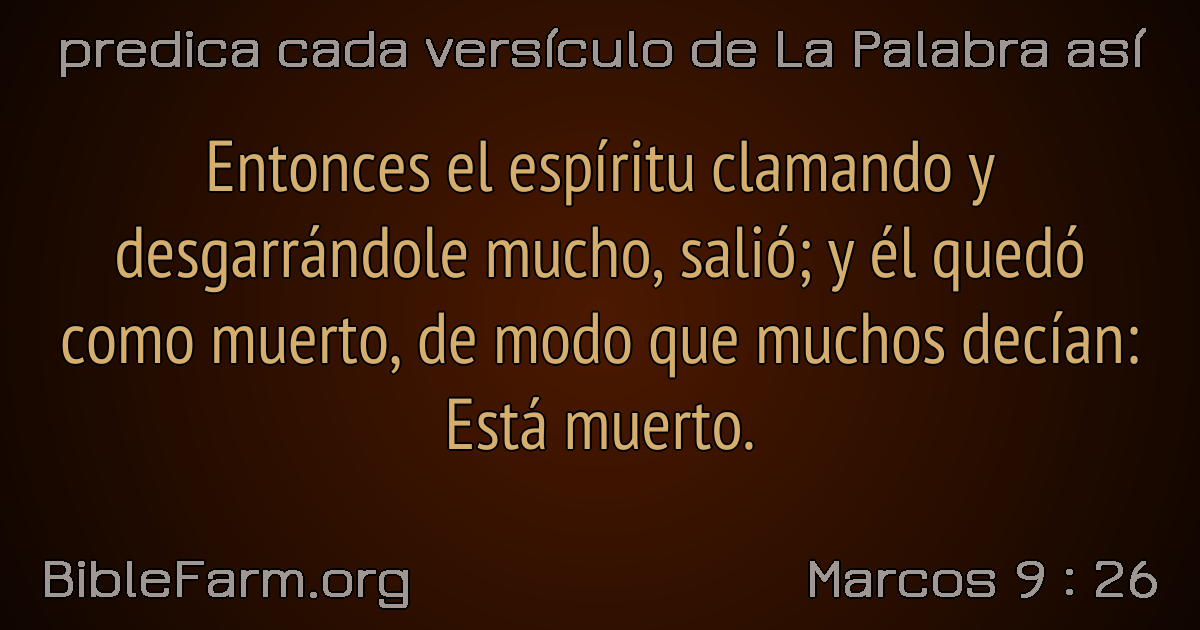 predica cada versículo de La Palabra así
Entonces el espíritu clamando y
desgarrándole mucho, salió; y él quedó
como muerto, de modo que muchos decían:
Está muerto.
BibleFarm.org
Marcos 9 : 26